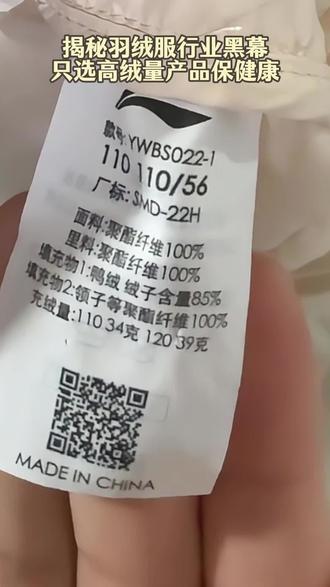 揭秘羽绒服行业黑幕
只选高绒量产品保健康
款号:YWBS022-1
110 110/56
厂标: SMD-22H
面料:聚酯纤维100%
里料:聚酯纤维100%
填充物1:鸭绒 绒子含量85%
填充物2:领子等聚酯纤维100%
充绒量:110 34克 120 39克
MADE IN CHINA